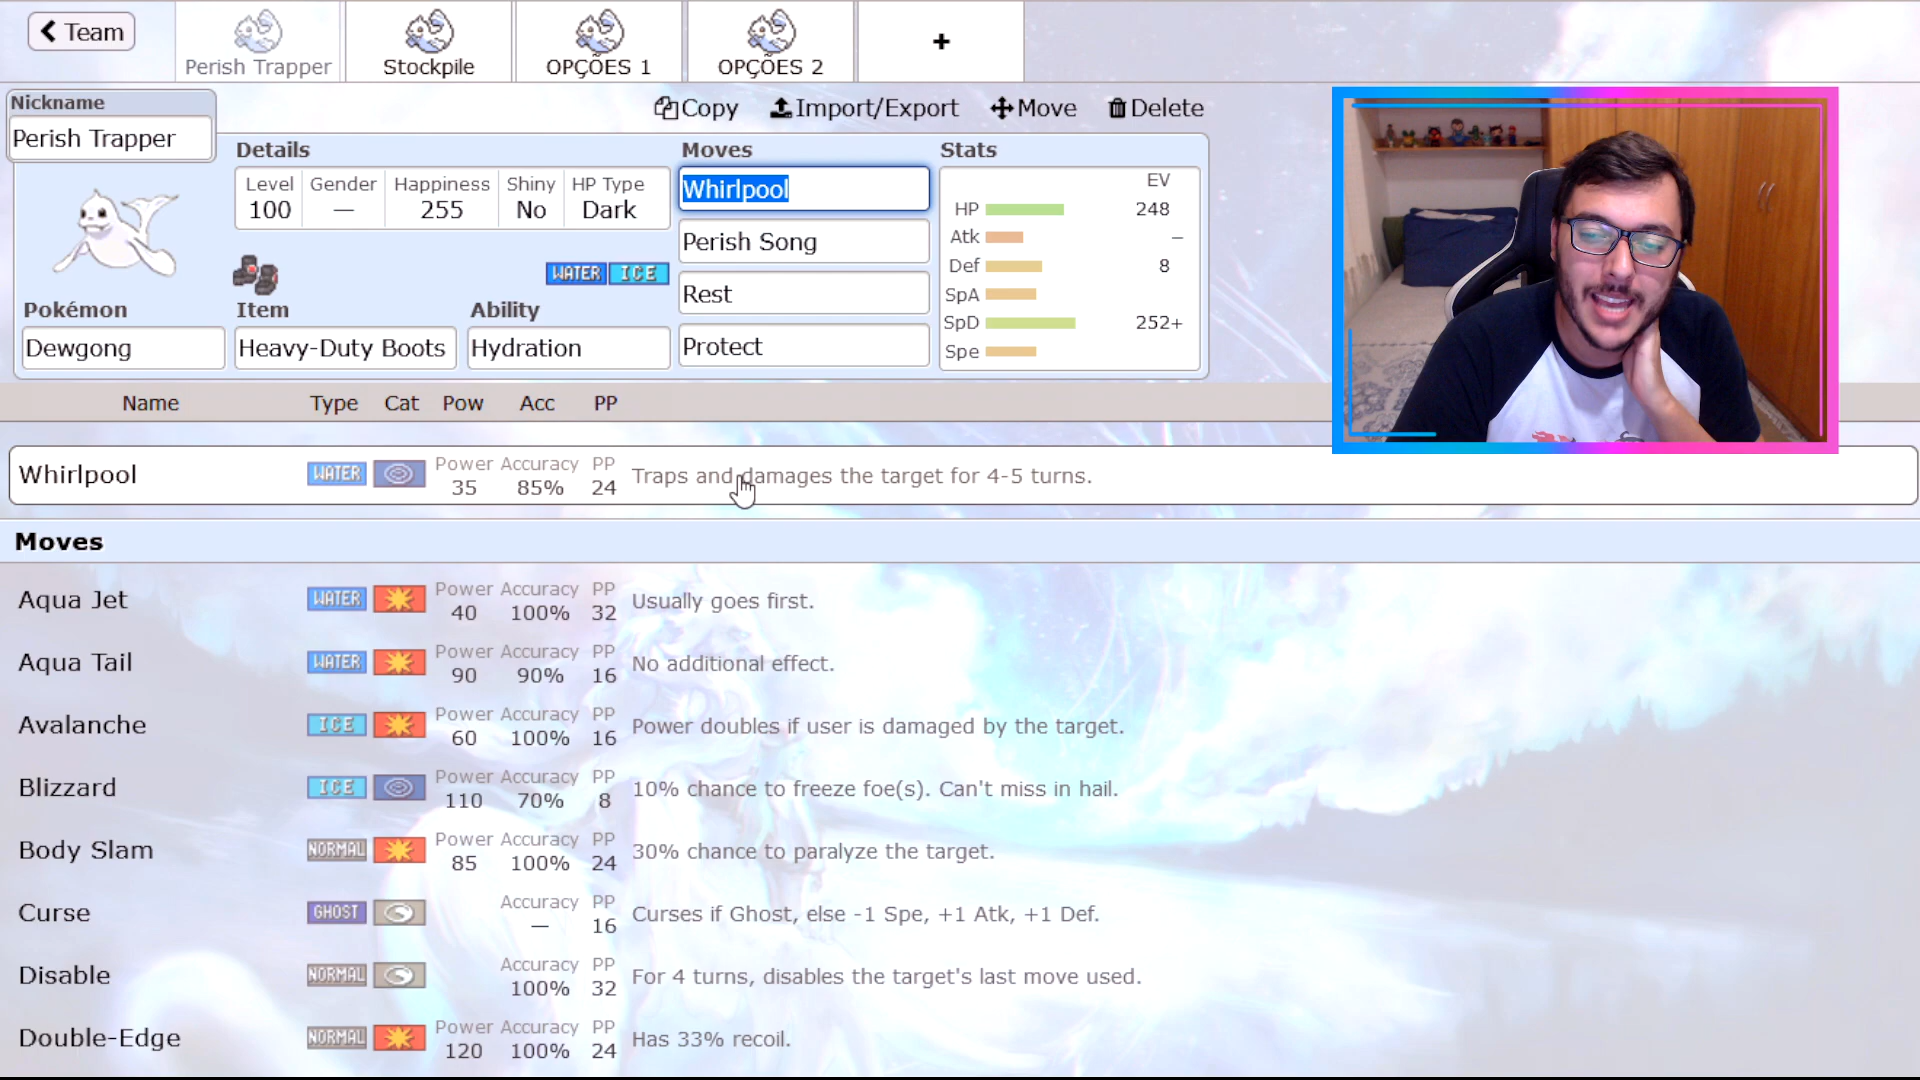 Team
Perish Trapper
Stockpile
OPÇÕES 1
OPÇÕES 2
+
Nickname
Perish Trapper
Copy
Import/Export
Move
Delete
Details
Level Gender Happiness Shiny HP Type
100 — 255 No Dark
WATER ICE
Pokémon
Dewgong
Item
Heavy-Duty Boots
Ability
Hydration
Moves
Whirlpool
Perish Song
Rest
Protect
Stats
EV
HP 248
Atk –
Def 8
SpA
SpD 252+
Spe
Name Type Cat Pow Acc PP
Whirlpool WATER Power 35 Accuracy 85% PP 24 Traps and damages the target for 4-5 turns.
Moves
Aqua Jet WATER Power 40 Accuracy 100% PP 32 Usually goes first.
Aqua Tail WATER Power 90 Accuracy 90% PP 16 No additional effect.
Avalanche ICE Power 60 Accuracy 100% PP 16 Power doubles if user is damaged by the target.
Blizzard ICE Power 110 Accuracy 70% PP 8 10% chance to freeze foe(s). Can't miss in hail.
Body Slam NORMAL Power 85 Accuracy 100% PP 24 30% chance to paralyze the target.
Curse GHOST Accuracy — PP 16 Curses if Ghost, else -1 Spe, +1 Atk, +1 Def.
Disable NORMAL Accuracy 100% PP 32 For 4 turns, disables the target's last move used.
Double-Edge NORMAL Power 120 Accuracy 100% PP 24 Has 33% recoil.